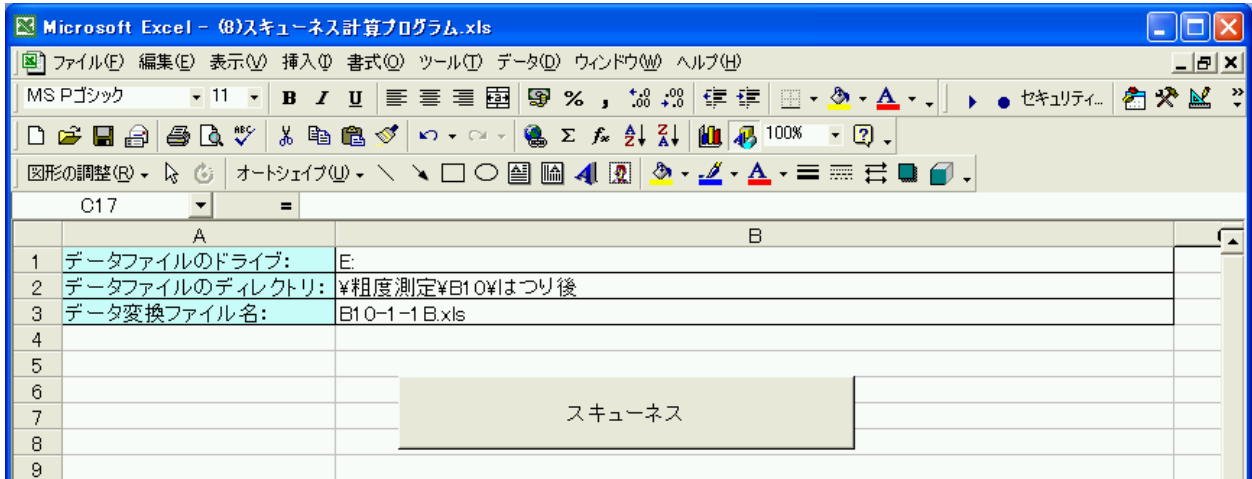 Microsoft Excel - (8)スキューネス計算プログラム.xls
ファイル(F) 編集(E) 表示(V) 挿入(I) 書式(O) ツール(T) データ(D) ウィンドウ(W) ヘルプ(H)
MS Pゴシック 11 B I U % , セキュリティ...
100%
図形の調整(R) オートシェイプ(U)
C17 =
A B
1 データファイルのドライブ: E:
2 データファイルのディレクトリ: ¥粗度測定¥B10¥はつり後
3 データ変換ファイル名: B10-1-1B.xls
4
5
6
7 スキューネス
8
9